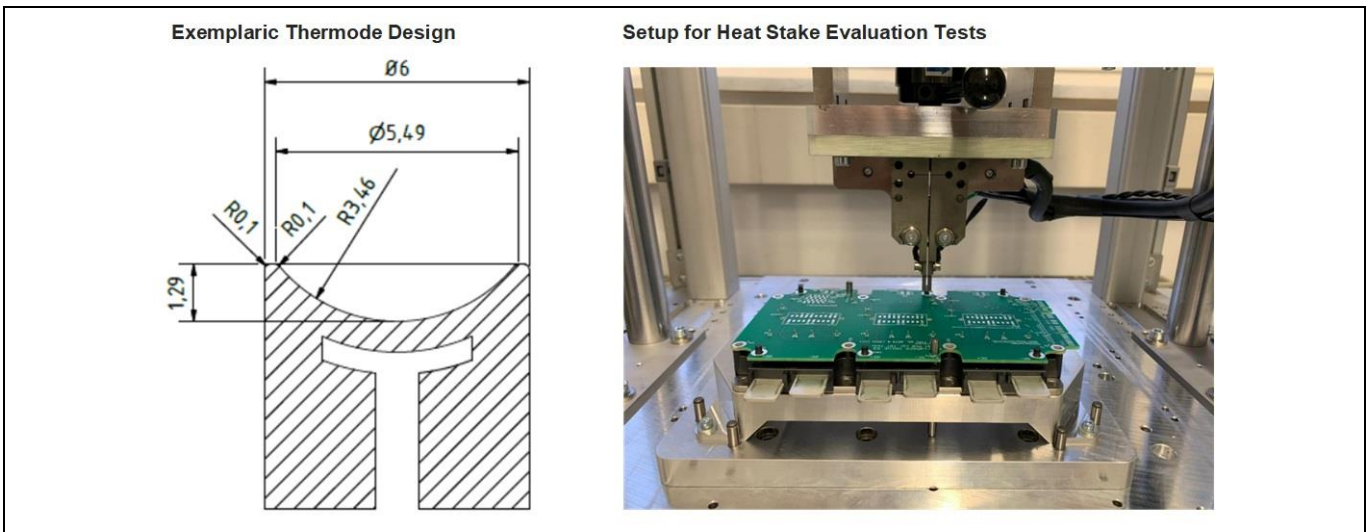 Exemplaric Thermode Design
Setup for Heat Stake Evaluation Tests
Ø6
Ø5,49
R0,1
R0,1
R3,46
1,29